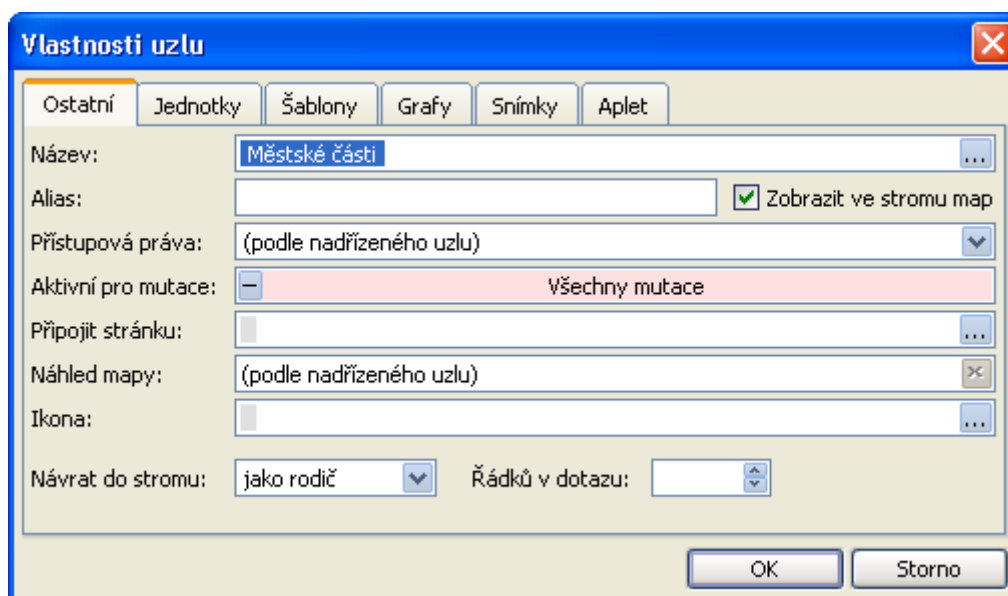 Vlastnosti uzlu
Ostatní Jednotky Šablony Grafy Snímky Aplet
Název: Městské části ...
Alias: Zobrazit ve stromu map
Přístupová práva: (podle nadřízeného uzlu)
Aktivní pro mutace: Všechny mutace
Připojit stránku: ...
Náhled mapy: (podle nadřízeného uzlu)
Ikona: ...
Návrat do stromu: jako rodič Řádků v dotazu:
OK Storno